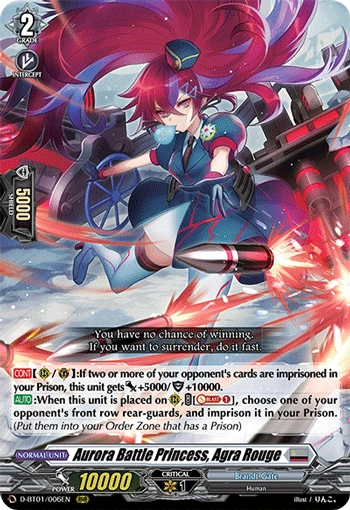 2
GRADE
INTERCEPT
5000
SHIELD
"You have no chance of winning.
If you want to surrender, do it fast."
CONT [ / ]:If two or more of your opponent's cards are imprisoned in
your Prison, this unit gets +5000/ +10000.
AUTO :When this unit is placed on , [ BLAST 1 ], choose one of your
opponent's front row rear-guards, and imprison it in your Prison.
(Put them into your Order Zone that has a Prison)
NORMAL UNIT Aurora Battle Princess, Agra Rouge
POWER 10000 CRITICAL 1 Brandt Gate
Human
D-BT01/006EN RRR illust /